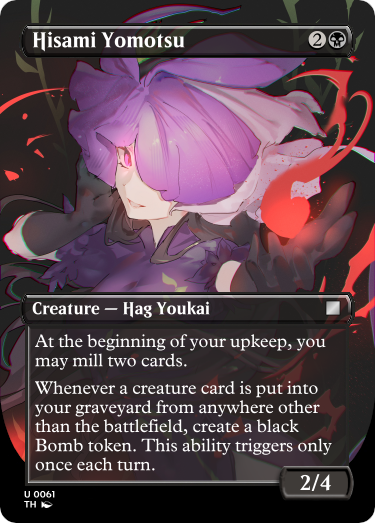 Hisami Yomotsu 2
Creature — Hag Youkai
At the beginning of your upkeep, you
may mill two cards.
Whenever a creature card is put into
your graveyard from anywhere other
than the battlefield, create a black
Bomb token. This ability triggers only
once each turn.
2/4
U 0061
TH